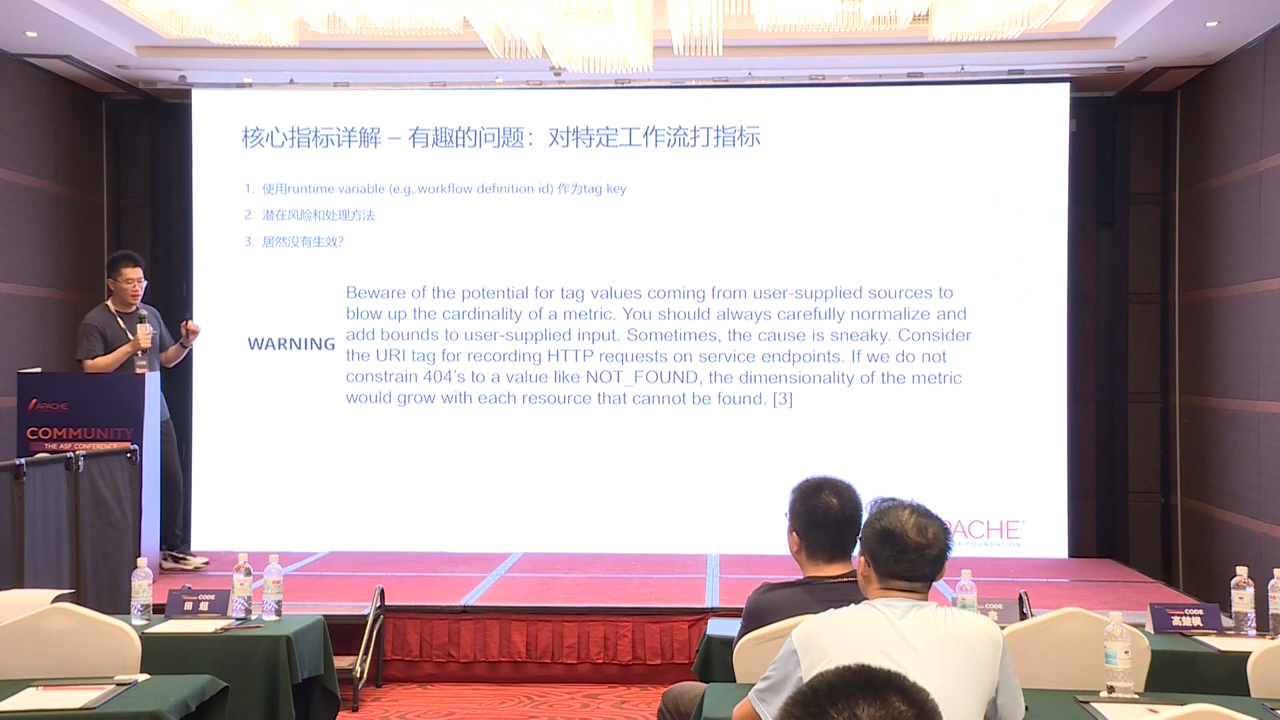 核心指标详解 – 有趣的问题：对特定工作流打指标
1. 使用runtime variable (e.g. workflow definition id) 作为tag key
2. 潜在风险和处理方法
3. 居然没有生效?
WARNING
Beware of the potential for tag values coming from user-supplied sources to
blow up the cardinality of a metric. You should always carefully normalize and
add bounds to user-supplied input. Sometimes, the cause is sneaky. Consider
the URI tag for recording HTTP requests on service endpoints. If we do not
constrain 404's to a value like NOT_FOUND, the dimensionality of the metric
would grow with each resource that cannot be found. [3]
APACHE
COMMUNITY
THE ASF CONFERENCE
PACHE
FOUNDATION
CODE
田 超
CODE
CODE
高楚枫